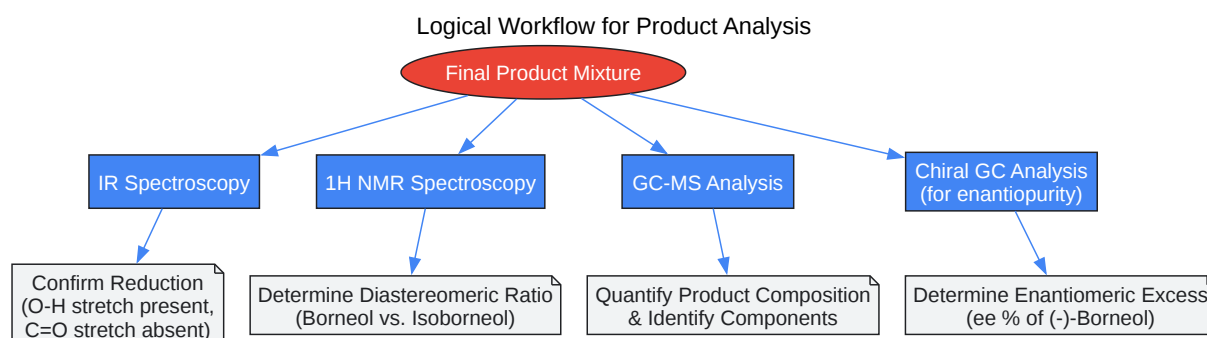 Logical Workflow for Product Analysis
Final Product Mixture
IR Spectroscopy
1H NMR Spectroscopy
GC-MS Analysis
Chiral GC Analysis
(for enantiopurity)
Confirm Reduction
(O-H stretch present,
C=O stretch absent)
Determine Diastereomeric Ratio
(Borneol vs. Isoborneol)
Quantify Product Composition
& Identify Components
Determine Enantiomeric Excess
(ee % of (-)-Borneol)